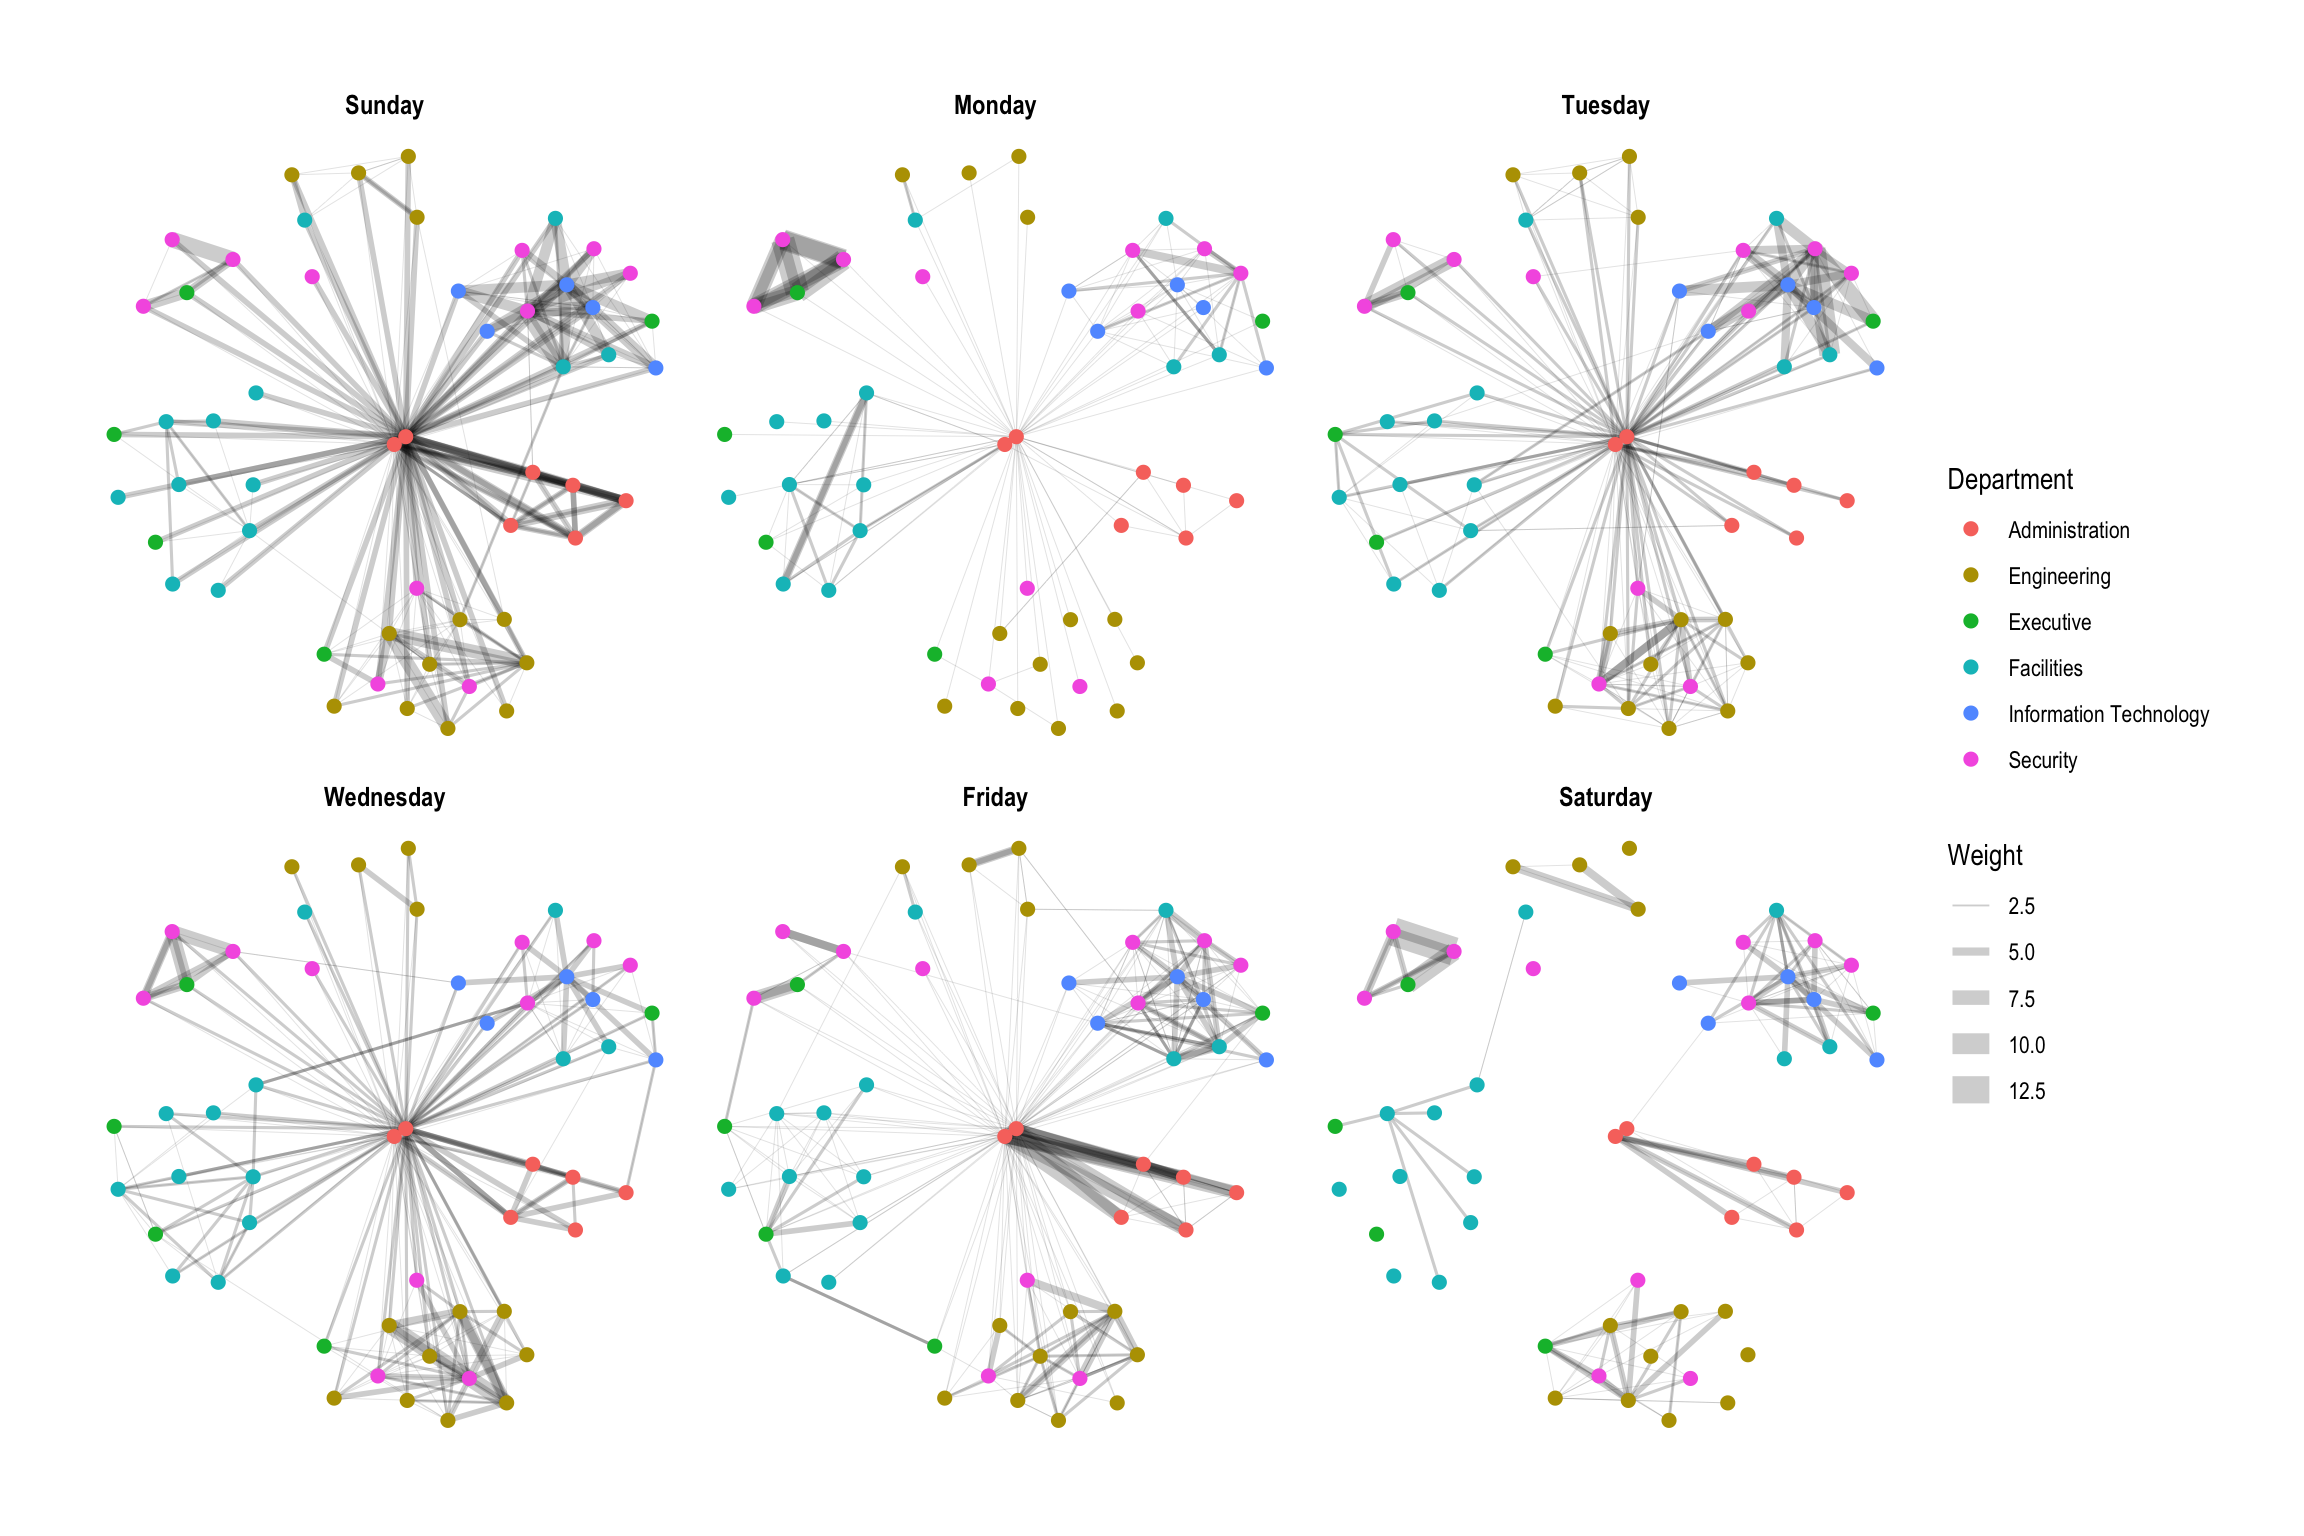 Sunday
Monday
Tuesday
Wednesday
Friday
Saturday
Department
Administration
Engineering
Executive
Facilities
Information Technology
Security
Weight
2.5
5.0
7.5
10.0
12.5